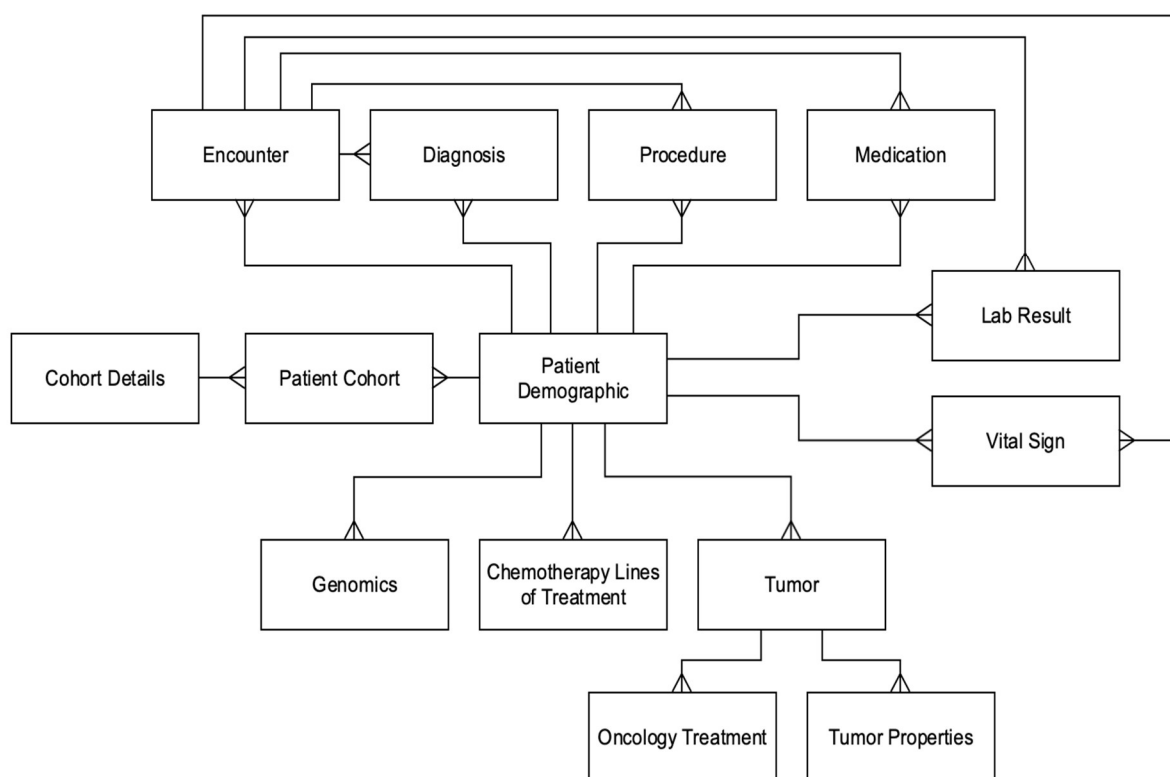 Encounter
Diagnosis
Procedure
Medication
Lab Result
Cohort Details
Patient Cohort
Patient
Demographic
Vital Sign
Genomics
Chemotherapy Lines
of Treatment
Tumor
Oncology Treatment
Tumor Properties